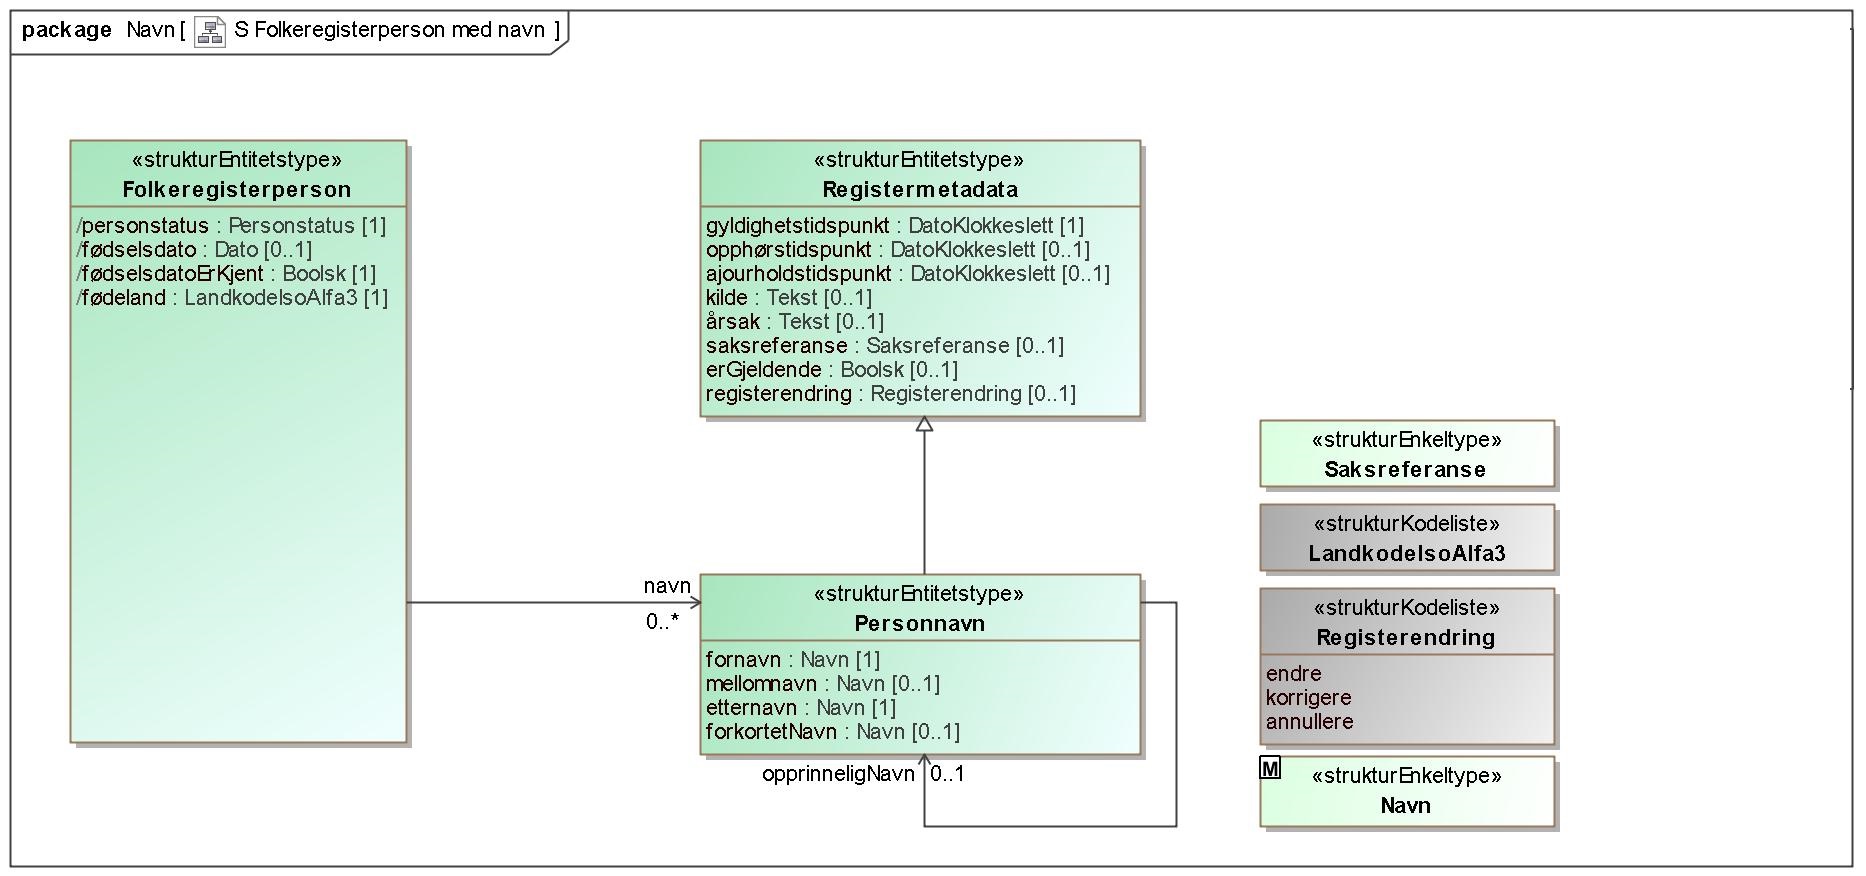 package Navn [ S Folkeregisterperson med navn ]
«strukturEntitetstype»
Folkeregisterperson
/personstatus : Personstatus [1]
/fødselsdato : Dato [0..1]
/fødselsdatoErKjent : Boolsk [1]
/fødeland : LandkodeIsoAlfa3 [1]
«strukturEntitetstype»
Registermetadata
gyldighetstidspunkt : DatoKlokkeslett [1]
opphørstidspunkt : DatoKlokkeslett [0..1]
ajourholdstidspunkt : DatoKlokkeslett [0..1]
kilde : Tekst [0..1]
årsak : Tekst [0..1]
saksreferanse : Saksreferanse [0..1]
erGjeldende : Boolsk [0..1]
registerendring : Registerendring [0..1]
navn
0..*
«strukturEntitetstype»
Personnavn
fornavn : Navn [1]
mellomnavn : Navn [0..1]
etternavn : Navn [1]
forkortetNavn : Navn [0..1]
opprinneligNavn 0..1
«strukturEnkeltype»
Saksreferanse
«strukturKodeliste»
LandkodeIsoAlfa3
«strukturKodeliste»
Registerendring
endre
korrigere
annullere
M
«strukturEnkeltype»
Navn